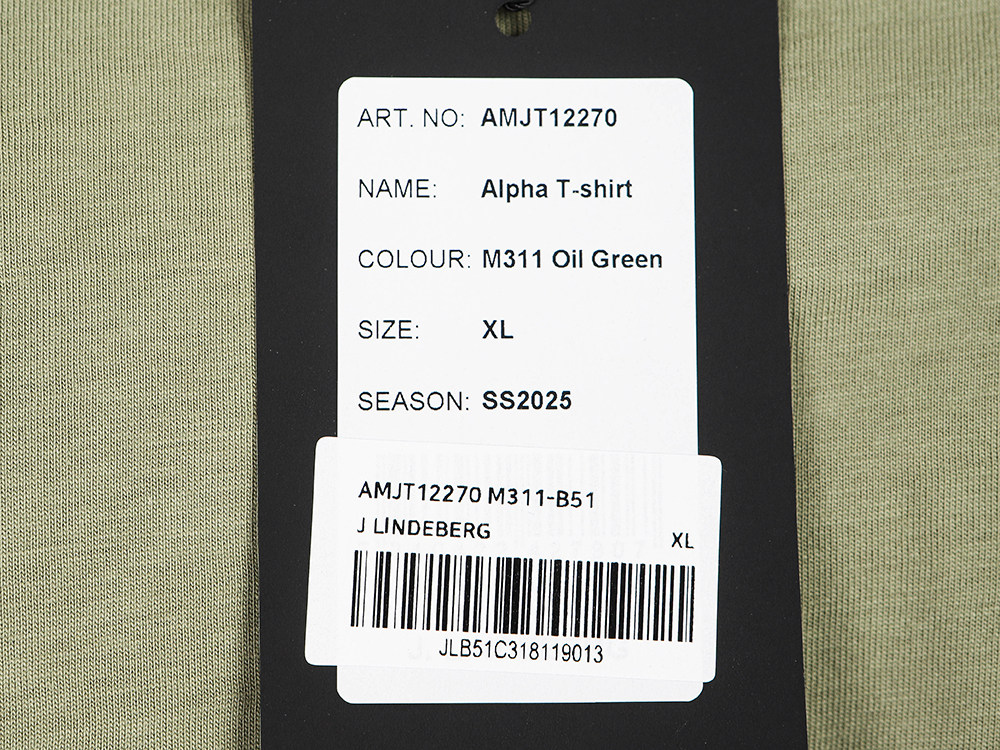 ART. NO: AMJT12270
NAME: Alpha T-shirt
COLOUR: M311 Oil Green
SIZE: XL
SEASON: SS2025
AMJT12270 M311-B51
J LINDEBERG
XL
JLB51C318119013